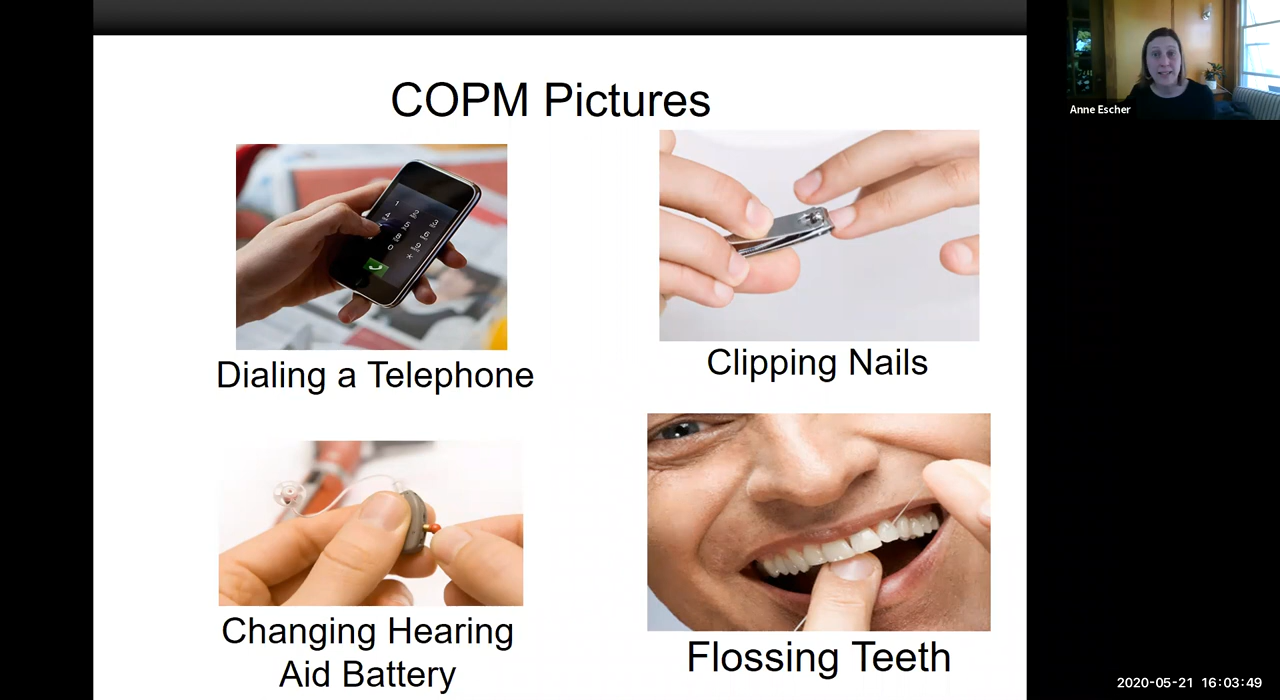 COPM Pictures
Anne Escher
Dialing a Telephone
Clipping Nails
Changing Hearing
Aid Battery
Flossing Teeth
2020-05-21 16:03:49